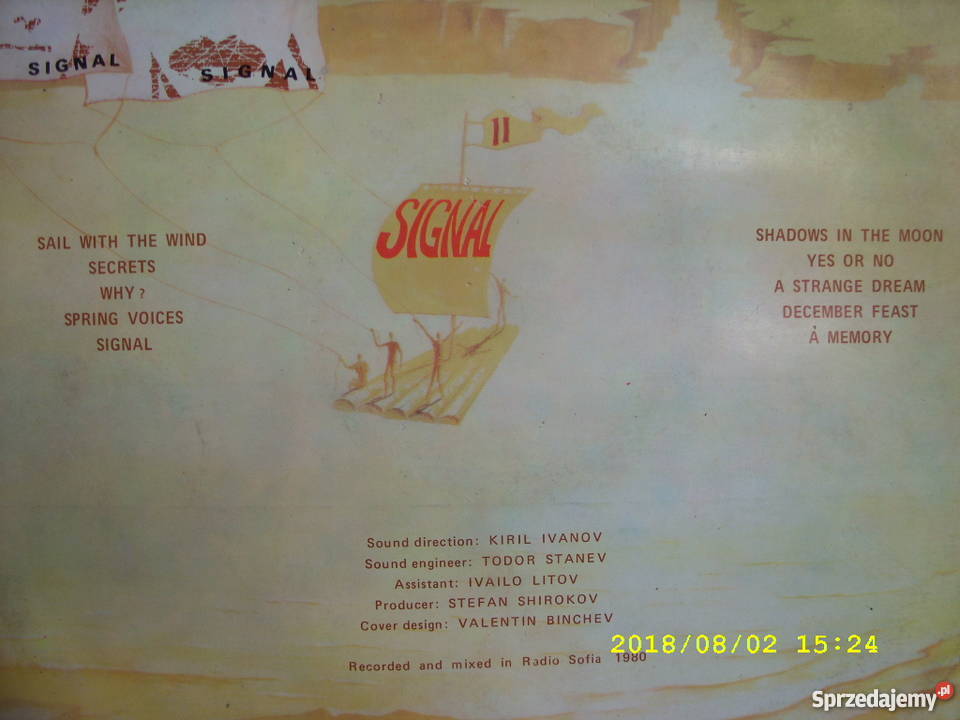 SIGNAL
SIGNAL
II
SIGNAL
SAIL WITH THE WIND
SECRETS
WHY?
SPRING VOICES
SIGNAL
SHADOWS IN THE MOON
YES OR NO
A STRANGE DREAM
DECEMBER FEAST
A MEMORY
Sound direction: KIRIL IVANOV
Sound engineer: TODOR STANEV
Assistant: IVAILO LITOV
Producer: STEFAN SHIROKOV
Cover design: VALENTIN BINCHEV
Recorded and mixed in Radio Sofia 1980
2018/08/02 15:24
Sprzedajemy.pl